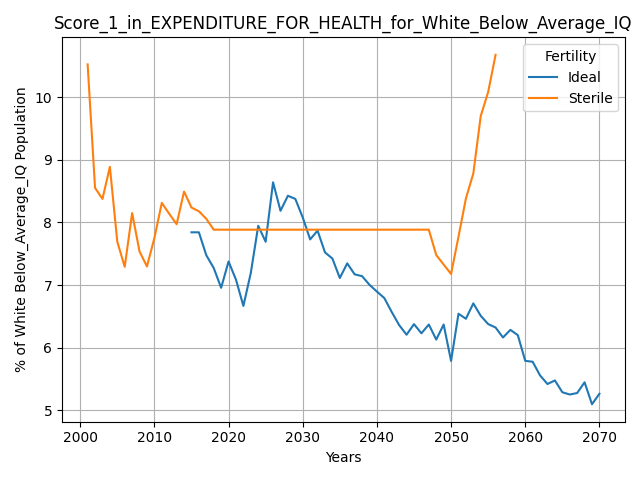 Score_1_in_EXPENDITURE_FOR_HEALTH_for_White_Below_Average_IQ
Fertility
Ideal
Sterile
% of White Below_Average_IQ Population
10
9
8
7
6
5
2000 2010 2020 2030 2040 2050 2060 2070
Years